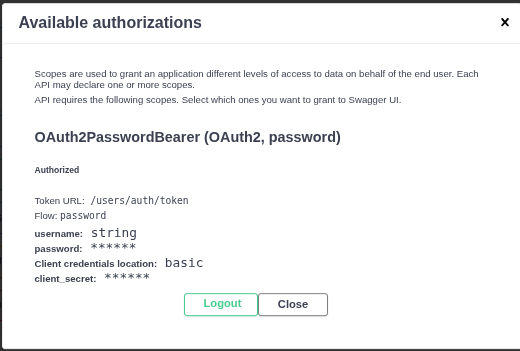 Available authorizations
×
Scopes are used to grant an application different levels of access to data on behalf of the end user. Each
API may declare one or more scopes.
API requires the following scopes. Select which ones you want to grant to Swagger UI.
OAuth2PasswordBearer (OAuth2, password)
Authorized
Token URL: /users/auth/token
Flow: password
username: string
password: ******
Client credentials location: basic
client_secret: ******
Logout Close